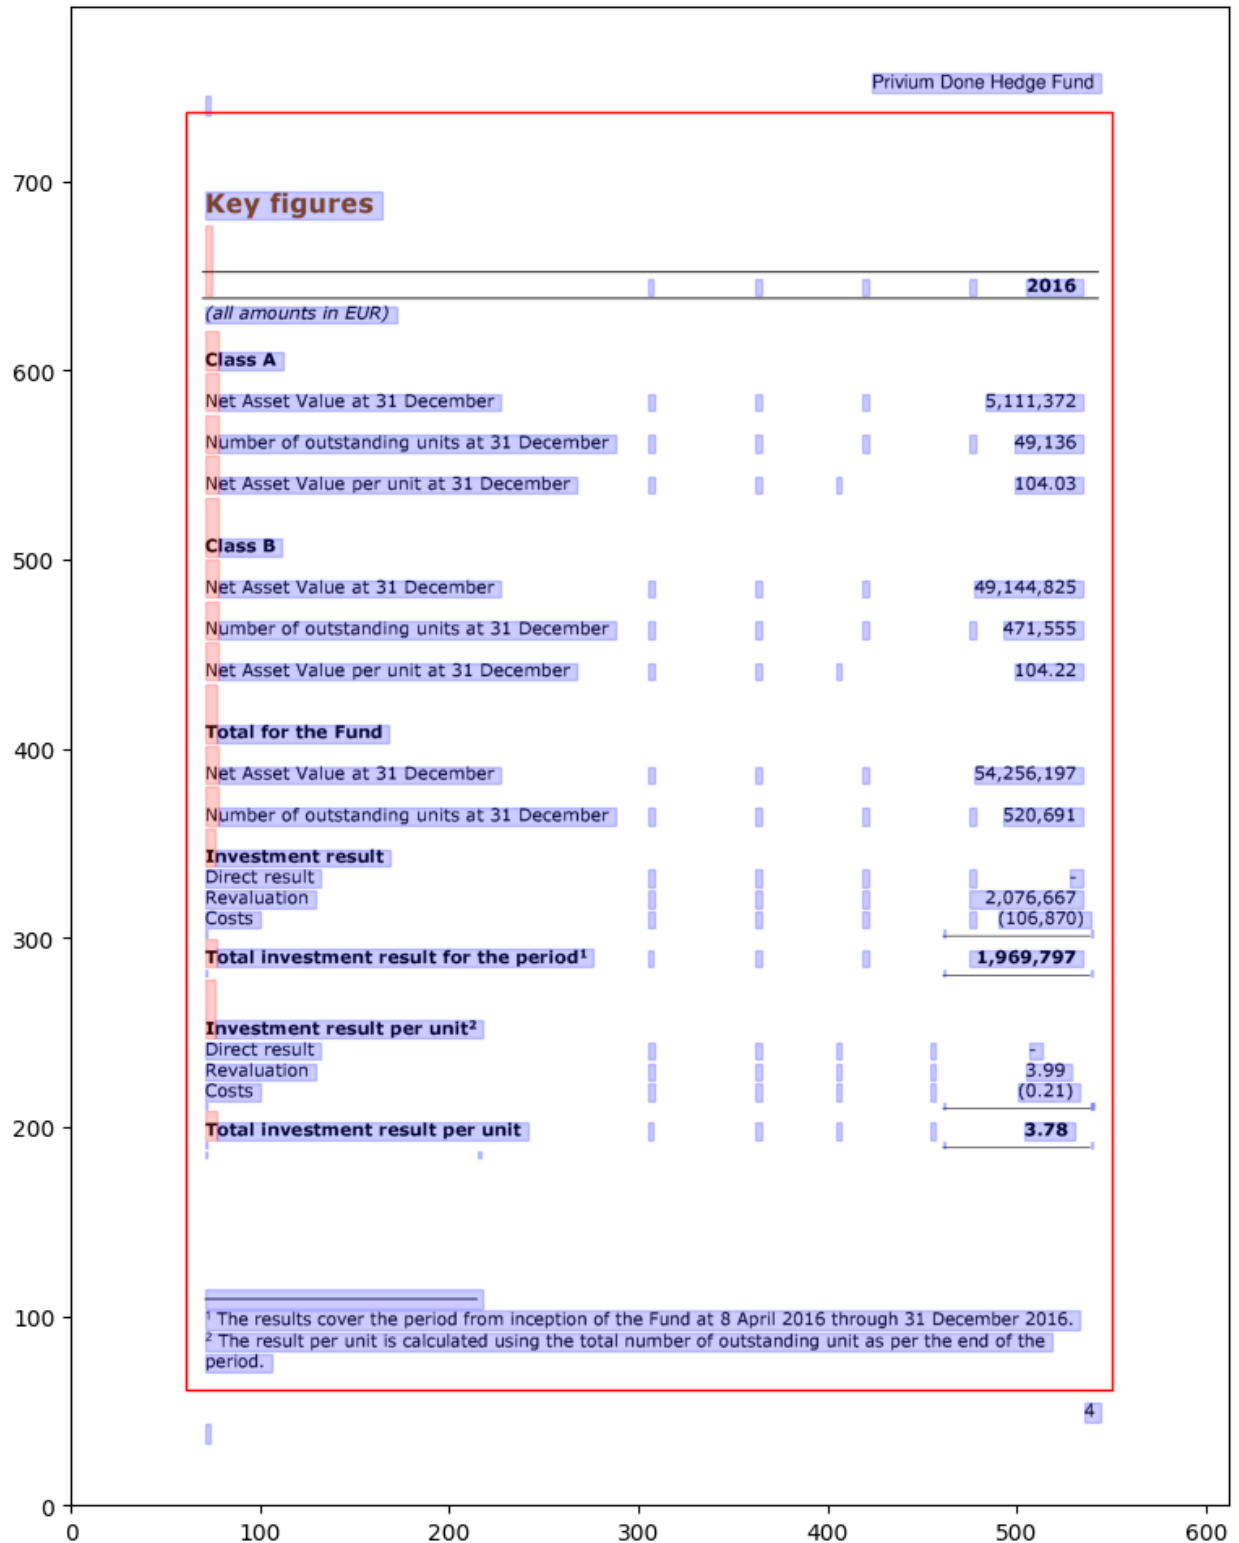 Privium Done Hedge Fund
700
Key figures
2016
(all amounts in EUR)
600
Class A
Net Asset Value at 31 December 5,111,372
Number of outstanding units at 31 December 49,136
Net Asset Value per unit at 31 December 104.03
500
Class B
Net Asset Value at 31 December 49,144,825
Number of outstanding units at 31 December 471,555
Net Asset Value per unit at 31 December 104.22
Total for the Fund
400
Net Asset Value at 31 December 54,256,197
Number of outstanding units at 31 December 520,691
Investment result
Direct result -
Revaluation 2,076,667
Costs (106,870)
300
Total investment result for the period¹ 1,969,797
Investment result per unit²
Direct result -
Revaluation 3.99
Costs (0.21)
200
Total investment result per unit 3.78
100
¹ The results cover the period from inception of the Fund at 8 April 2016 through 31 December 2016.
² The result per unit is calculated using the total number of outstanding unit as per the end of the
period.
4
0
0 100 200 300 400 500 600